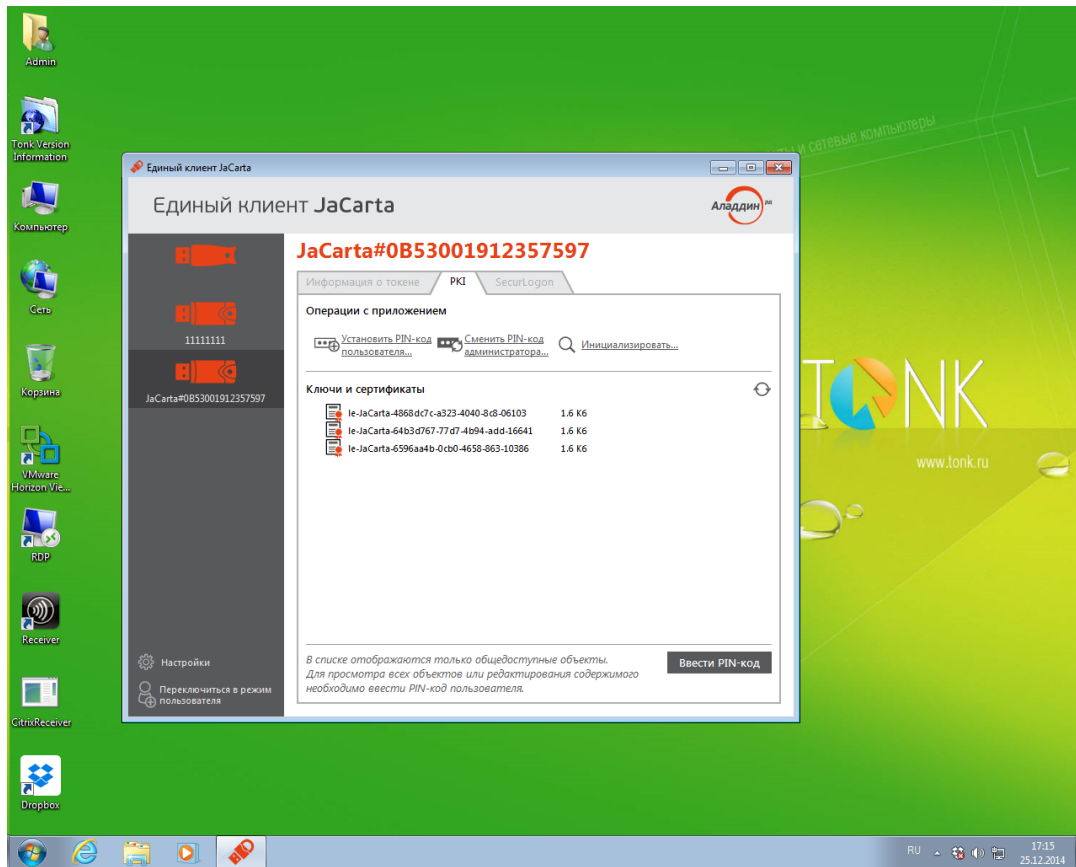 Admin
Tonk Version
Information
Компьютер
Сеть
Корзина
VMware
Horizon Vie...
RDP
Receiver
CitrixReceiver
Dropbox
И СЕТЕВЫЕ КОМПЬЮТЕРЫ
TONK
www.tonk.ru
Единый клиент JaCarta
Единый клиент JaCarta
Аладдин
11111111
JaCarta#0B53001912357597
Настройки
Переключиться в режим
пользователя
JaCarta#0B53001912357597
Информация о токене PKI SecurLogon
Операции с приложением
Установить PIN-код
пользователя...
Сменить PIN-код
администратора...
Инициализировать...
Ключи и сертификаты
le-JaCarta-4868dc7c-a323-4040-8c8-06103 1.6 Кб
le-JaCarta-64b3d767-77d7-4b94-add-16641 1.6 Кб
le-JaCarta-6596aa4b-0cb0-4658-863-10386 1.6 Кб
В списке отображаются только общедоступные объекты.
Для просмотра всех объектов или редактирования содержимого
необходимо ввести PIN-код пользователя.
Ввести PIN-код
RU
17:15
25.12.2014